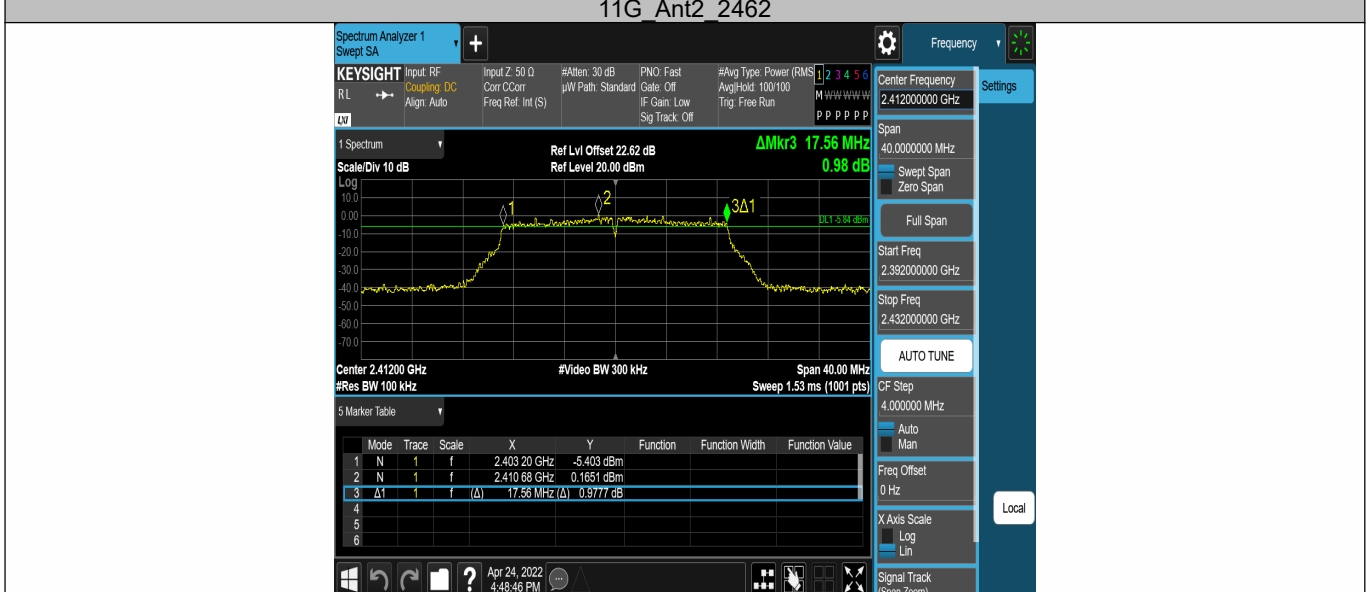 11G_Ant2_2462
Spectrum Analyzer 1
Swept SA
+
Frequency
KEYSIGHT
RL
LXI
Input: RF
Coupling: DC
Align: Auto
Input Z: 50 Ω
Corr CCorr
Freq Ref: Int (S)
#Atten: 30 dB
µW Path: Standard
PNO: Fast
Gate: Off
IF Gain: Low
Sig Track: Off
#Avg Type: Power (RMS
Avg|Hold: 100/100
Trig: Free Run
1 2 3 4 5 6
M W W W W W
P P P P P P
1 Spectrum
Scale/Div 10 dB
Ref Lvl Offset 22.62 dB
Ref Level 20.00 dBm
ΔMkr3 17.56 MHz
0.98 dB
Log
10.0
0.00
-10.0
-20.0
-30.0
-40.0
-50.0
-60.0
-70.0
1
2
3Δ1
DL1 -5.84 dBm
Center 2.41200 GHz
#Video BW 300 kHz
Span 40.00 MHz
#Res BW 100 kHz
Sweep 1.53 ms (1001 pts)
5 Marker Table
Mode Trace Scale X Y Function Function Width Function Value
1 N 1 f 2.403 20 GHz -5.403 dBm
2 N 1 f 2.410 68 GHz 0.1651 dBm
3 Δ1 1 f (Δ) 17.56 MHz (Δ) 0.9777 dB
4
5
6
?
Apr 24, 2022
4:48:46 PM
Center Frequency
2.412000000 GHz
Span
40.0000000 MHz
Swept Span
Zero Span
Full Span
Start Freq
2.392000000 GHz
Stop Freq
2.432000000 GHz
AUTO TUNE
CF Step
4.000000 MHz
Auto
Man
Freq Offset
0 Hz
X Axis Scale
Log
Lin
Signal Track
(Span Zoom)
Settings
Local